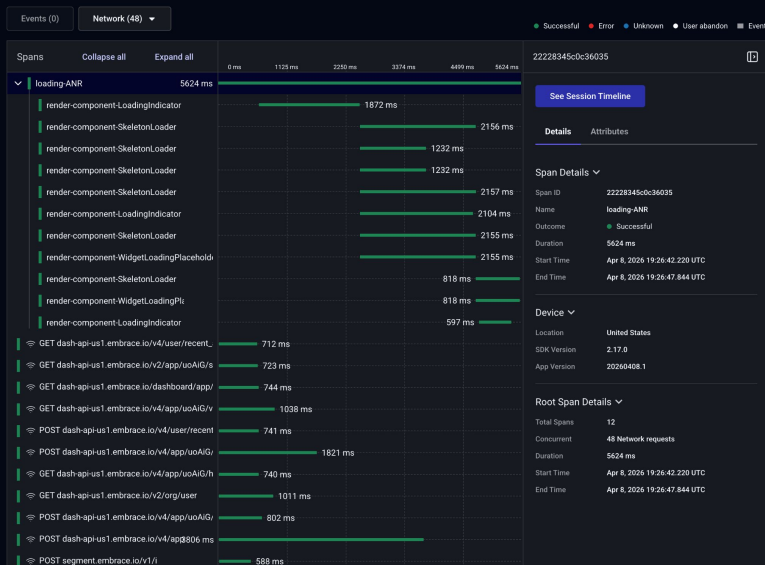 Events (0)
Network (48)
Successful
Error
Unknown
User abandon
Event
Spans
Collapse all
Expand all
0 ms
1125 ms
2250 ms
3374 ms
4499 ms
5624 ms
loading-ANR
5624 ms
render-component-LoadingIndicator
1872 ms
render-component-SkeletonLoader
2156 ms
render-component-SkeletonLoader
1232 ms
render-component-SkeletonLoader
1232 ms
render-component-SkeletonLoader
2157 ms
render-component-LoadingIndicator
2104 ms
render-component-SkeletonLoader
2155 ms
render-component-WidgetLoadingPlaceholde
2155 ms
render-component-SkeletonLoader
818 ms
render-component-WidgetLoadingPla
818 ms
render-component-LoadingIndicator
597 ms
GET dash-api-us1.embrace.io/v4/user/recent_
712 ms
GET dash-api-us1.embrace.io/v2/app/uoAiG/s
723 ms
GET dash-api-us1.embrace.io/dashboard/app/
744 ms
GET dash-api-us1.embrace.io/v4/app/uoAiG/v
1038 ms
POST dash-api-us1.embrace.io/v4/user/recent
741 ms
POST dash-api-us1.embrace.io/v4/app/uoAiG/
1821 ms
GET dash-api-us1.embrace.io/v4/app/uoAiG/h
740 ms
GET dash-api-us1.embrace.io/v2/org/user
1011 ms
POST dash-api-us1.embrace.io/v4/app/uoAiG/
802 ms
POST dash-api-us1.embrace.io/v4/app
3806 ms
POST segment.embrace.io/v1/i
588 ms
22228345c0c36035
See Session Timeline
Details
Attributes
Span Details
Span ID 22228345c0c36035
Name loading-ANR
Outcome Successful
Duration 5624 ms
Start Time Apr 8, 2026 19:26:42.220 UTC
End Time Apr 8, 2026 19:26:47.844 UTC
Device
Location United States
SDK Version 2.17.0
App Version 20260408.1
Root Span Details
Total Spans 12
Concurrent 48 Network requests
Duration 5624 ms
Start Time Apr 8, 2026 19:26:42.220 UTC
End Time Apr 8, 2026 19:26:47.844 UTC